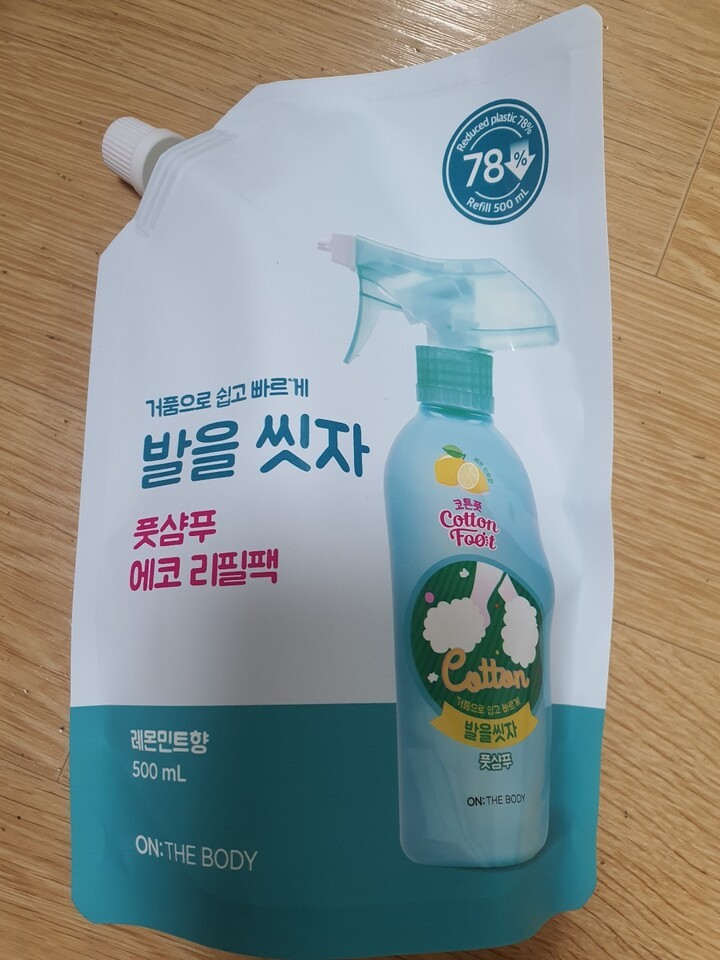 Reduced plastic 78%
78%
Refill 500 mL
거품으로 쉽고 빠르게
발을 씻자
풋샴푸
에코 리필팩
코튼풋
Cotton
Foot
Cotton
거품으로 쉽고 빠르게
발을씻자
풋샴푸
ON:THE BODY
레몬민트향
500 mL
ON:THE BODY